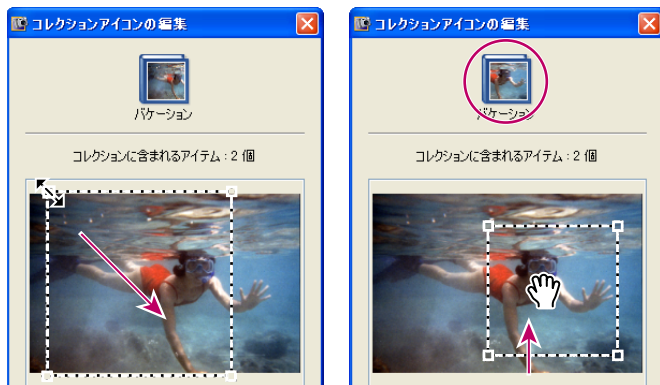 コレクションアイコンの編集
バケーション
コレクションに含まれるアイテム : 2 個
コレクションアイコンの編集
バケーション
コレクションに含まれるアイテム : 2 個